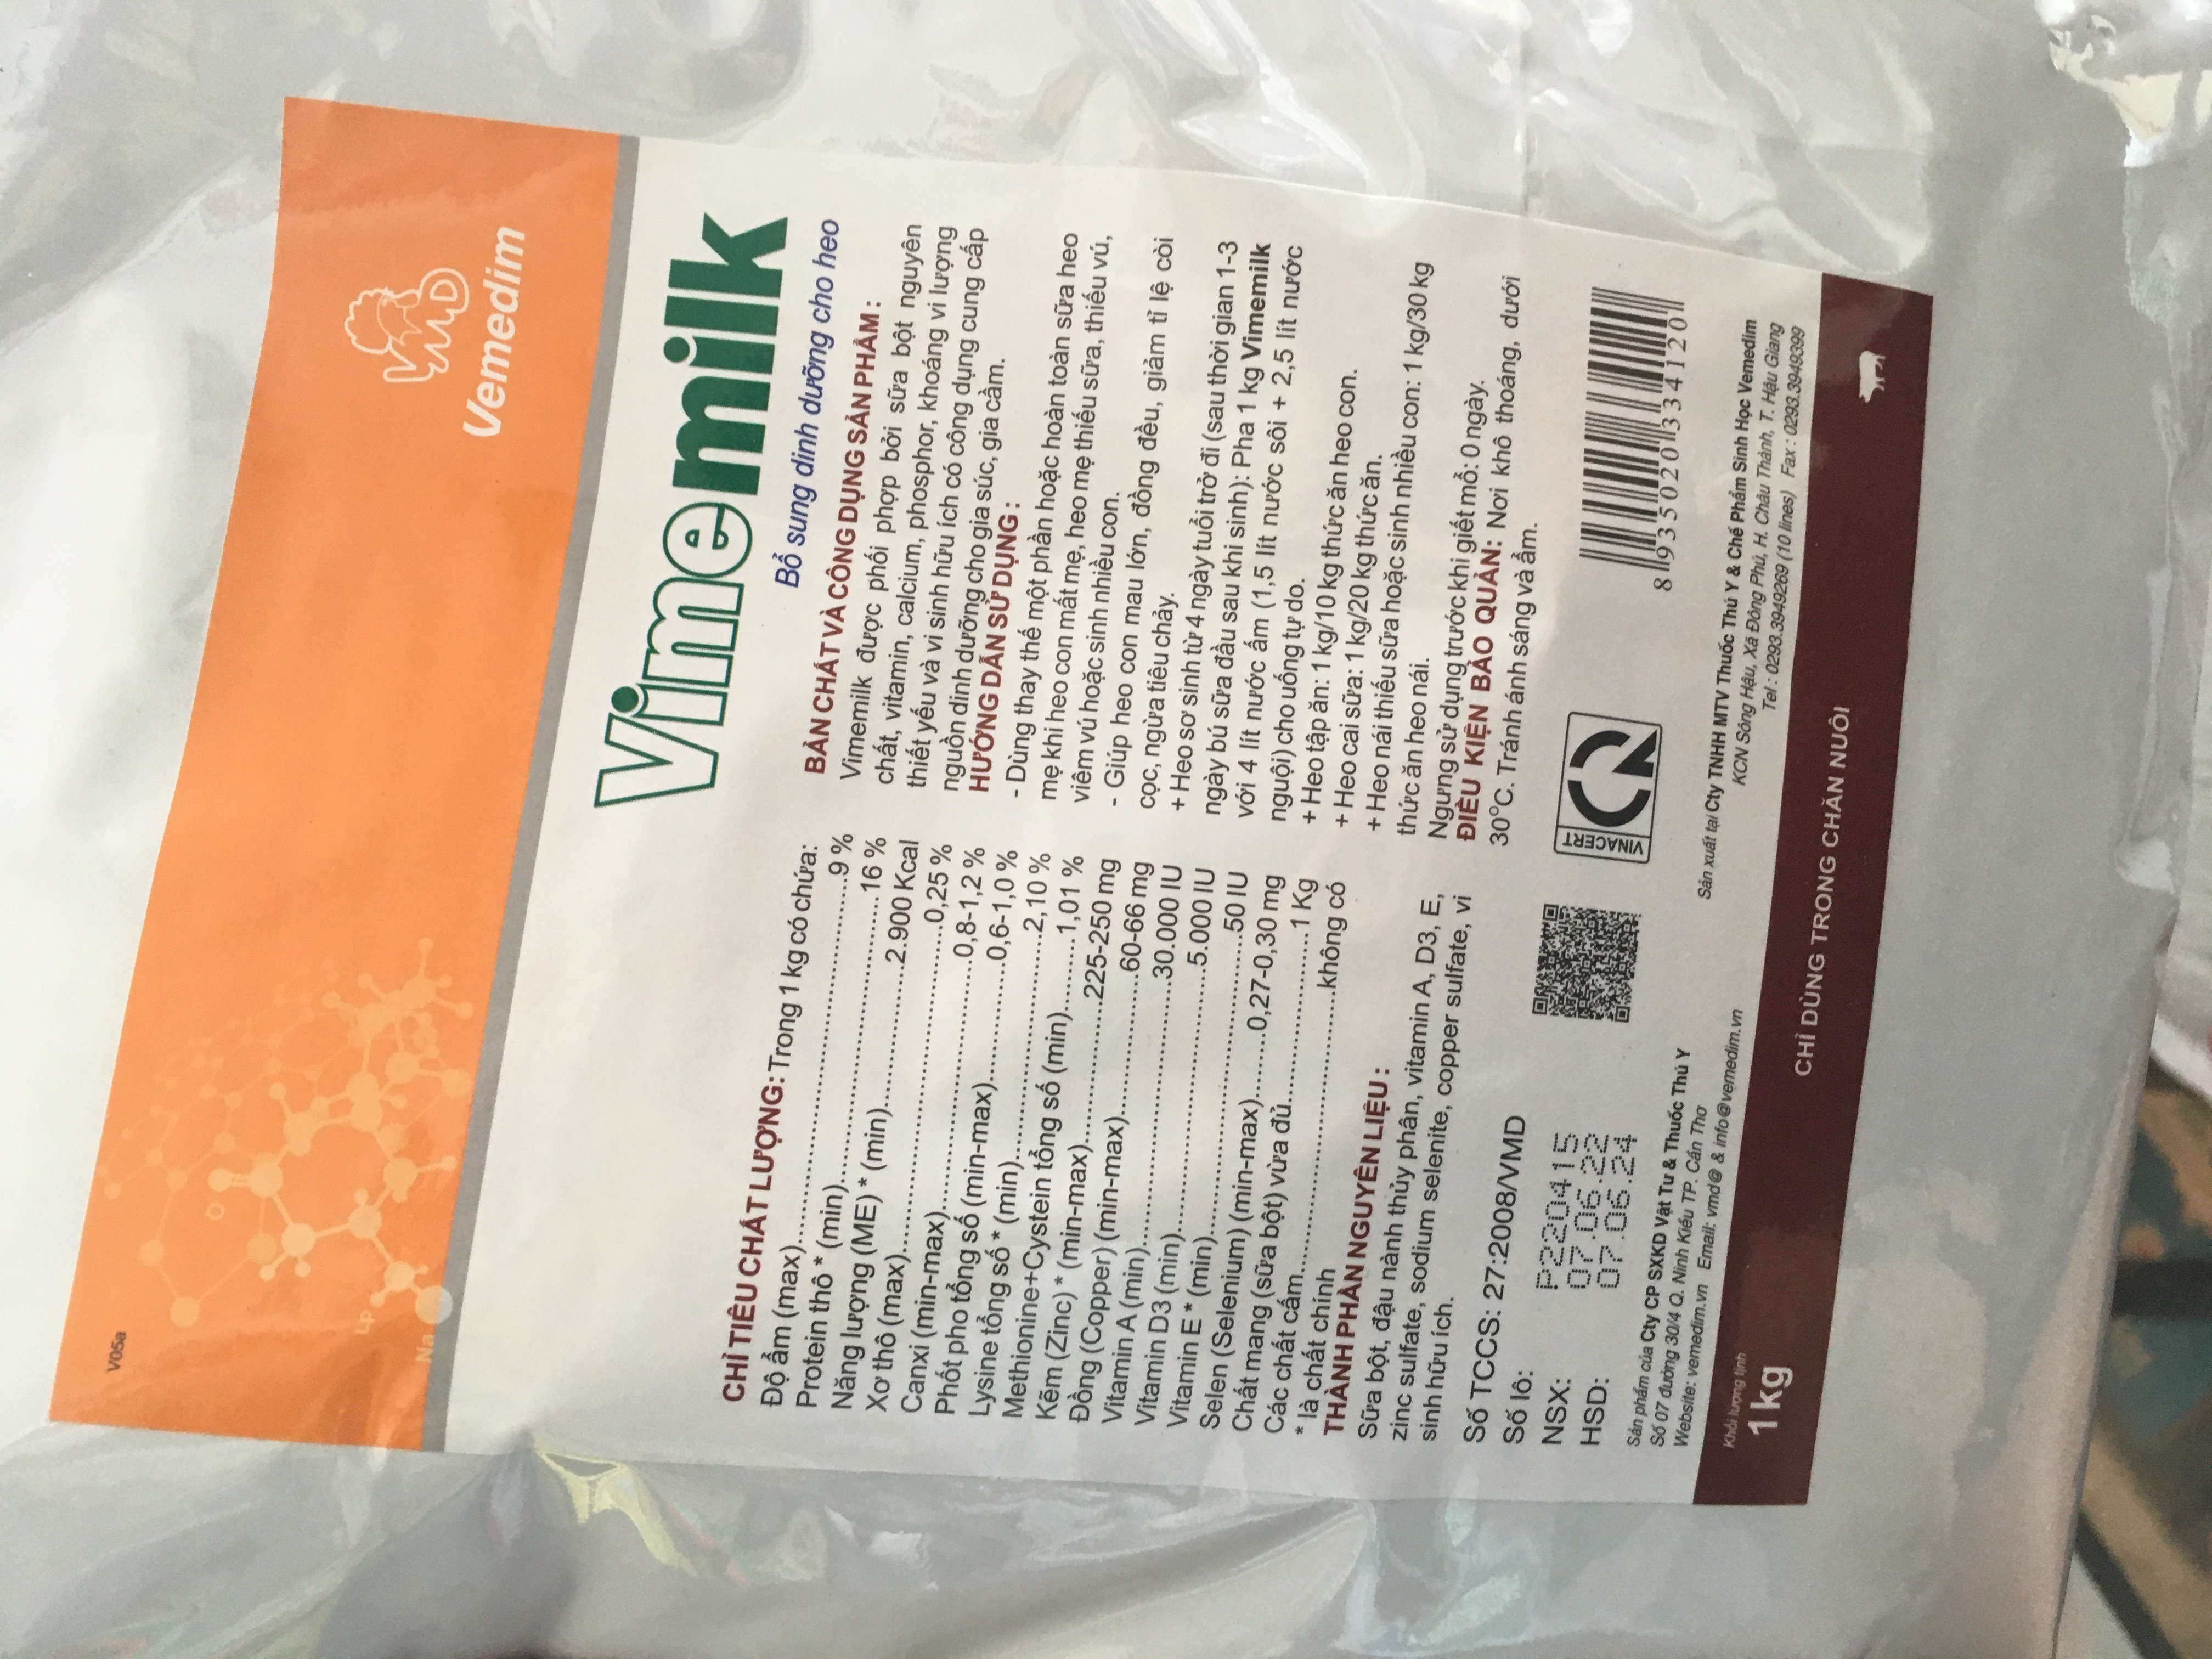 V05a
Lp
Na
VMD
Vemedim
Vimemilk
Bổ sung dinh dưỡng cho heo
CHỈ TIÊU CHẤT LƯỢNG: Trong 1 kg có chứa:
Độ ẩm (max)..............................9 %
Protein thô * (min)..............................16 %
Năng lượng (ME) * (min)....................2.900 Kcal
Xơ thô (max)..............................0,25 %
Canxi (min-max)..............................0,8-1,2 %
Phốt pho tổng số (min-max)....................0,6-1,0 %
Lysine tổng số * (min)..............................2,10 %
Methionine+Cystein tổng số (min)..........1,01 %
Kẽm (Zinc) * (min-max)....................225-250 mg
Đồng (Copper) (min-max)....................60-66 mg
Vitamin A (min)..............................30.000 IU
Vitamin D3 (min)..............................5.000 IU
Vitamin E * (min)..............................50 IU
Selen (Selenium) (min-max)........0,27-0,30 mg
Chất mang (sữa bột) vừa đủ....................1 Kg
Các chất cấm..............................không có
* là chất chính
THÀNH PHẦN NGUYÊN LIỆU :
Sữa bột, đậu nành thủy phân, vitamin A, D3, E,
zinc sulfate, sodium selenite, copper sulfate, vi
sinh hữu ích.
Số TCCS: 27:2008/VMD
Số lô: P220415
NSX: 07.06.22
HSD: 07.06.24
BẢN CHẤT VÀ CÔNG DỤNG SẢN PHẨM :
Vimemilk được phối phợp bởi sữa bột nguyên
chất, vitamin, calcium, phosphor, khoáng vi lượng
thiết yếu và vi sinh hữu ích có công dụng cung cấp
nguồn dinh dưỡng cho gia súc, gia cầm.
HƯỚNG DẪN SỬ DỤNG :
- Dùng thay thế một phần hoặc hoàn toàn sữa heo
mẹ khi heo con mất mẹ, heo mẹ thiếu sữa, thiếu vú,
viêm vú hoặc sinh nhiều con.
- Giúp heo con mau lớn, đồng đều, giảm tỉ lệ còi
cọc, ngừa tiêu chảy.
+ Heo sơ sinh từ 4 ngày tuổi trở đi (sau thời gian 1-3
ngày bú sữa đầu sau khi sinh): Pha 1 kg Vimemilk
với 4 lít nước ấm (1,5 lít nước sôi + 2,5 lít nước
nguội) cho uống tự do.
+ Heo tập ăn: 1 kg/10 kg thức ăn heo con.
+ Heo cai sữa: 1 kg/20 kg thức ăn.
+ Heo nái thiếu sữa hoặc sinh nhiều con: 1 kg/30 kg
thức ăn heo nái.
Ngưng sử dụng trước khi giết mổ: 0 ngày.
ĐIỀU KIỆN BẢO QUẢN: Nơi khô thoáng, dưới
30°C. Tránh ánh sáng và ẩm.
VINACERT
8 935020 334120
Sản phẩm của Cty CP SXKD Vật Tư & Thuốc Thú Y
Số 07 đường 30/4 Q. Ninh Kiều TP. Cần Thơ
Website: vemedim.vn Email: vmd@ & info@vemedim.vn
Sản xuất tại Cty TNHH MTV Thuốc Thú Y & Chế Phẩm Sinh Học Vemedim
KCN Sông Hậu, Xã Đông Phú, H. Châu Thành, T. Hậu Giang
Tel : 0293.3949269 (10 lines) Fax : 0293.3949399
Khối lượng tịnh
1 kg
CHỈ DÙNG TRONG CHĂN NUÔI